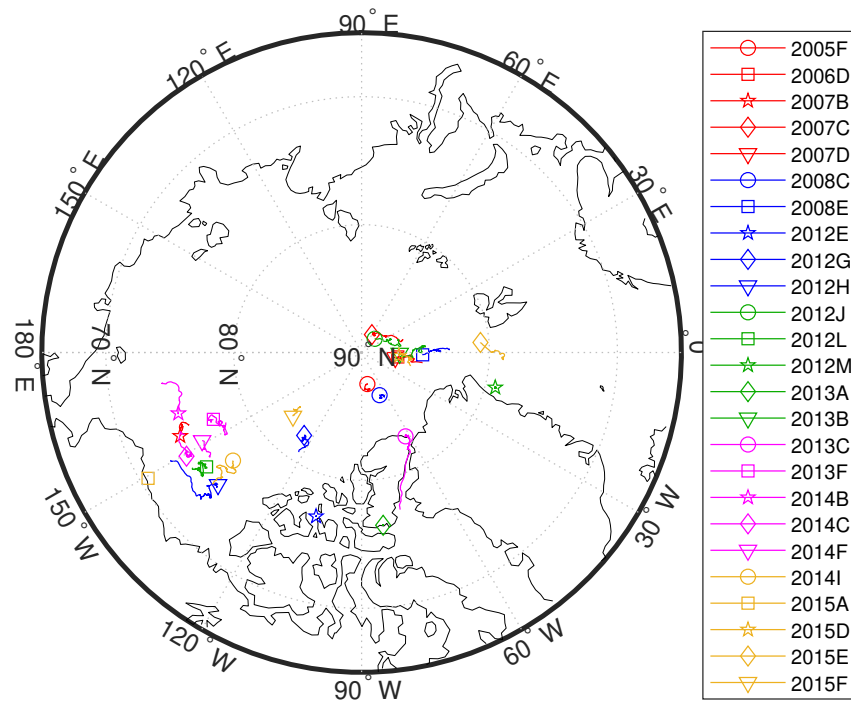 90° E
120° E
60° E
150° E
30° E
180° E
70° N
80° N
90° N
0°
150° W
30° W
120° W
60° W
90° W
2005F
2006D
2007B
2007C
2007D
2008C
2008E
2012E
2012G
2012H
2012J
2012L
2012M
2013A
2013B
2013C
2013F
2014B
2014C
2014F
2014I
2015A
2015D
2015E
2015F